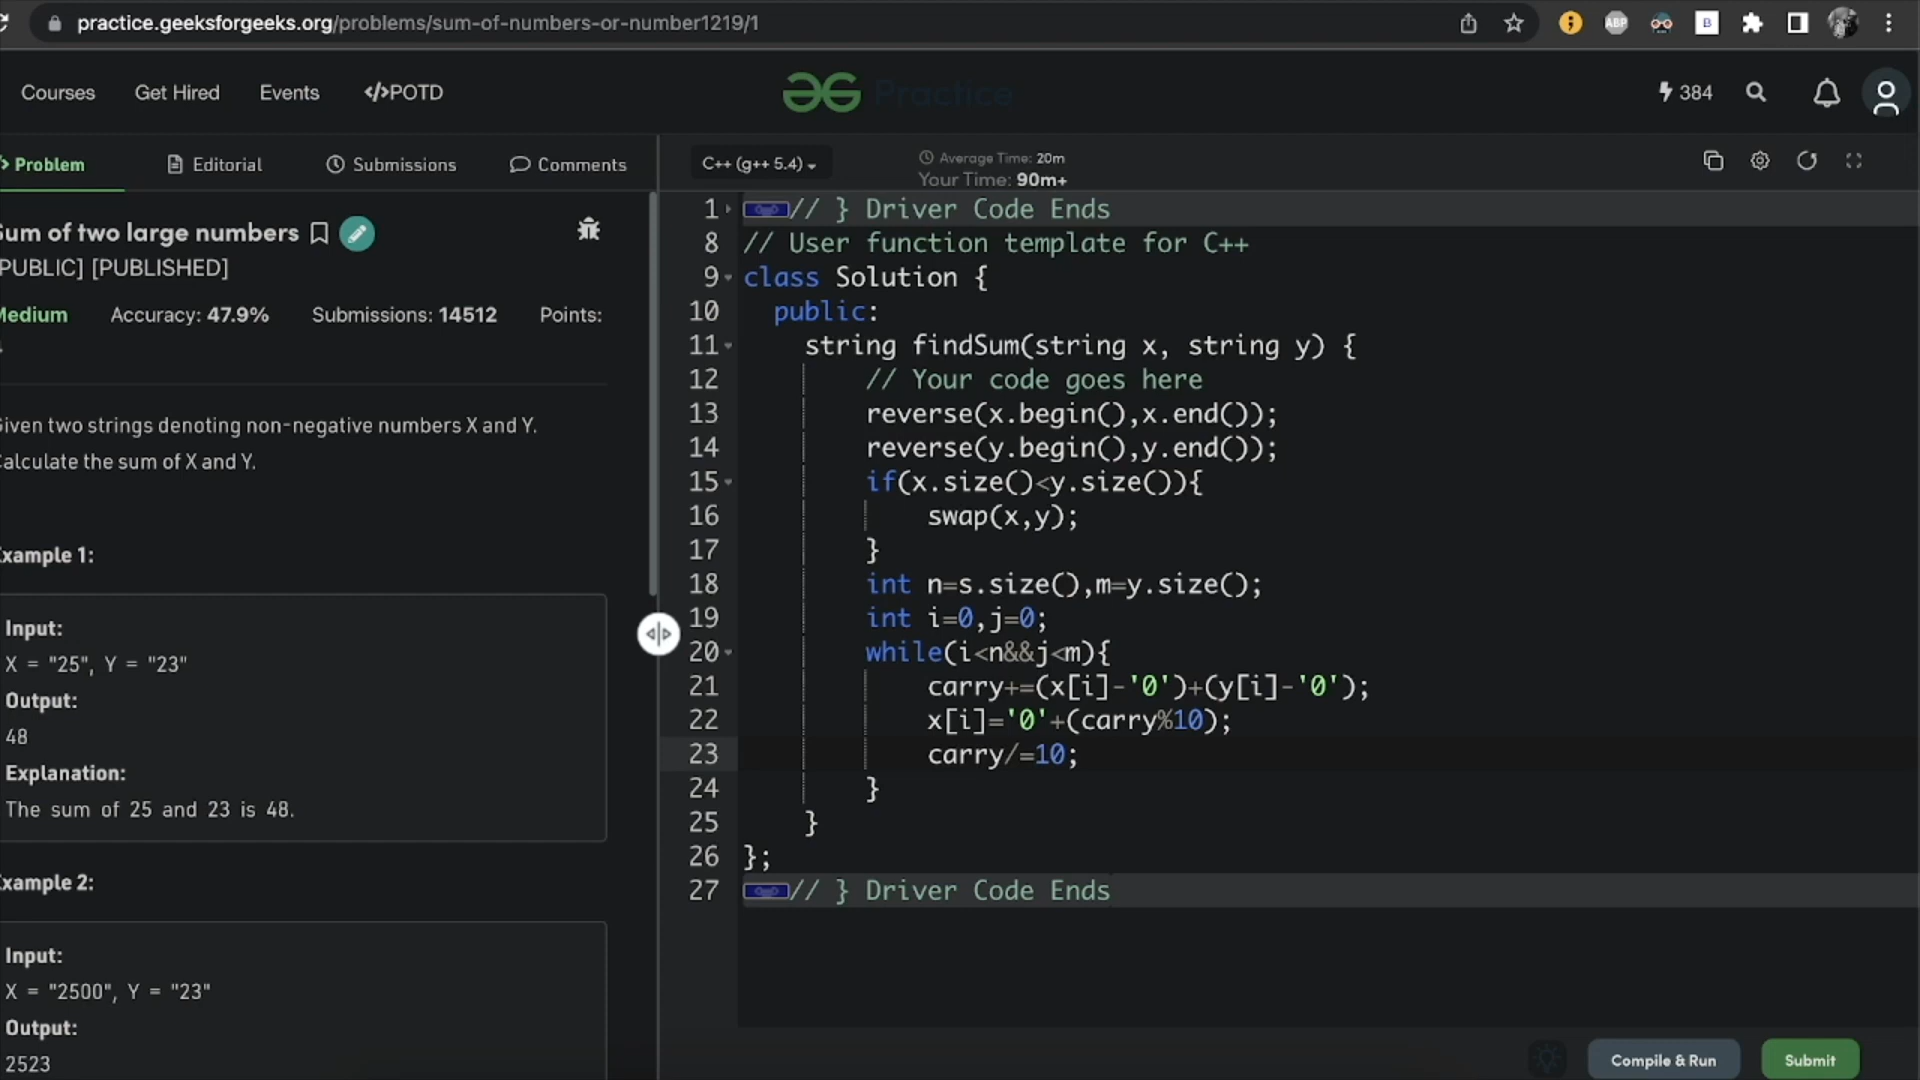 practice.geeksforgeeks.org/problems/sum-of-numbers-or-number1219/1
Courses Get Hired Events </>POTD Practice 384
Problem Editorial Submissions Comments
C++ (g++ 5.4) Average Time: 20m
Your Time: 90m+
Sum of two large numbers
PUBLIC] [PUBLISHED]
Medium Accuracy: 47.9% Submissions: 14512 Points:
Given two strings denoting non-negative numbers X and Y.
Calculate the sum of X and Y.
Example 1:
Input:
X = "25", Y = "23"
Output:
48
Explanation:
The sum of 25 and 23 is 48.
Example 2:
Input:
X = "2500", Y = "23"
Output:
2523
1 // } Driver Code Ends
8 // User function template for C++
9 class Solution {
10 public:
11 string findSum(string x, string y) {
12 // Your code goes here
13 reverse(x.begin(),x.end());
14 reverse(y.begin(),y.end());
15 if(x.size()<y.size()){
16 swap(x,y);
17 }
18 int n=s.size(),m=y.size();
19 int i=0,j=0;
20 while(i<n&&j<m){
21 carry+=(x[i]-'0')+(y[i]-'0');
22 x[i]='0'+(carry%10);
23 carry/=10;
24 }
25 }
26 };
27 // } Driver Code Ends
Compile & Run Submit